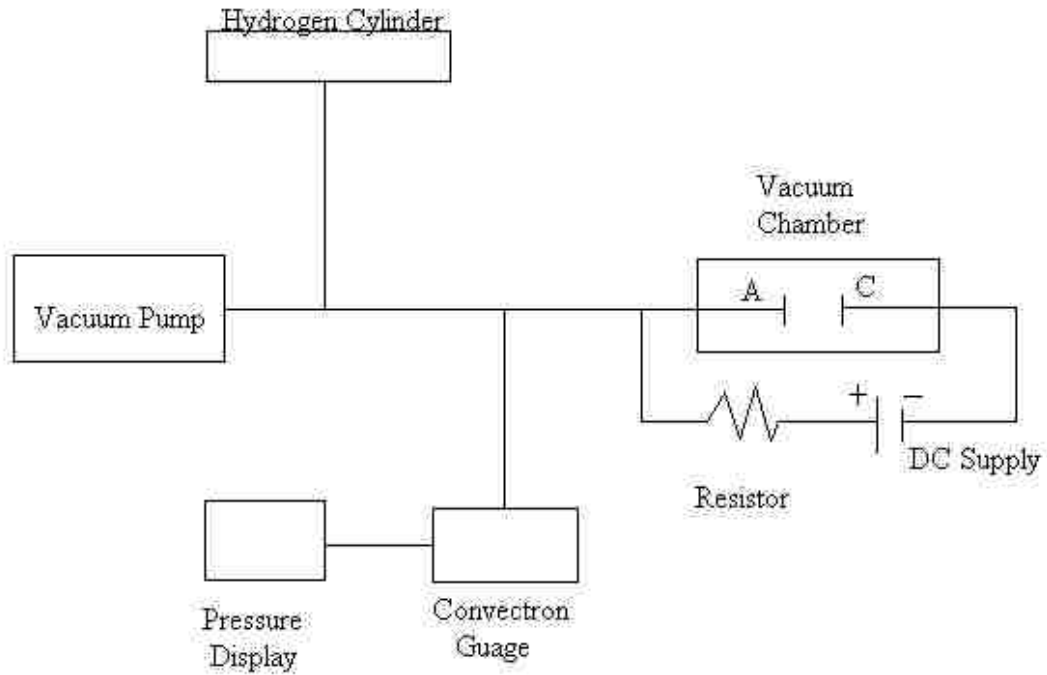 Hydrogen Cylinder
Vacuum
Chamber
A
C
Vacuum Pump
+
−
DC Supply
Resistor
Pressure
Display
Convectron
Guage